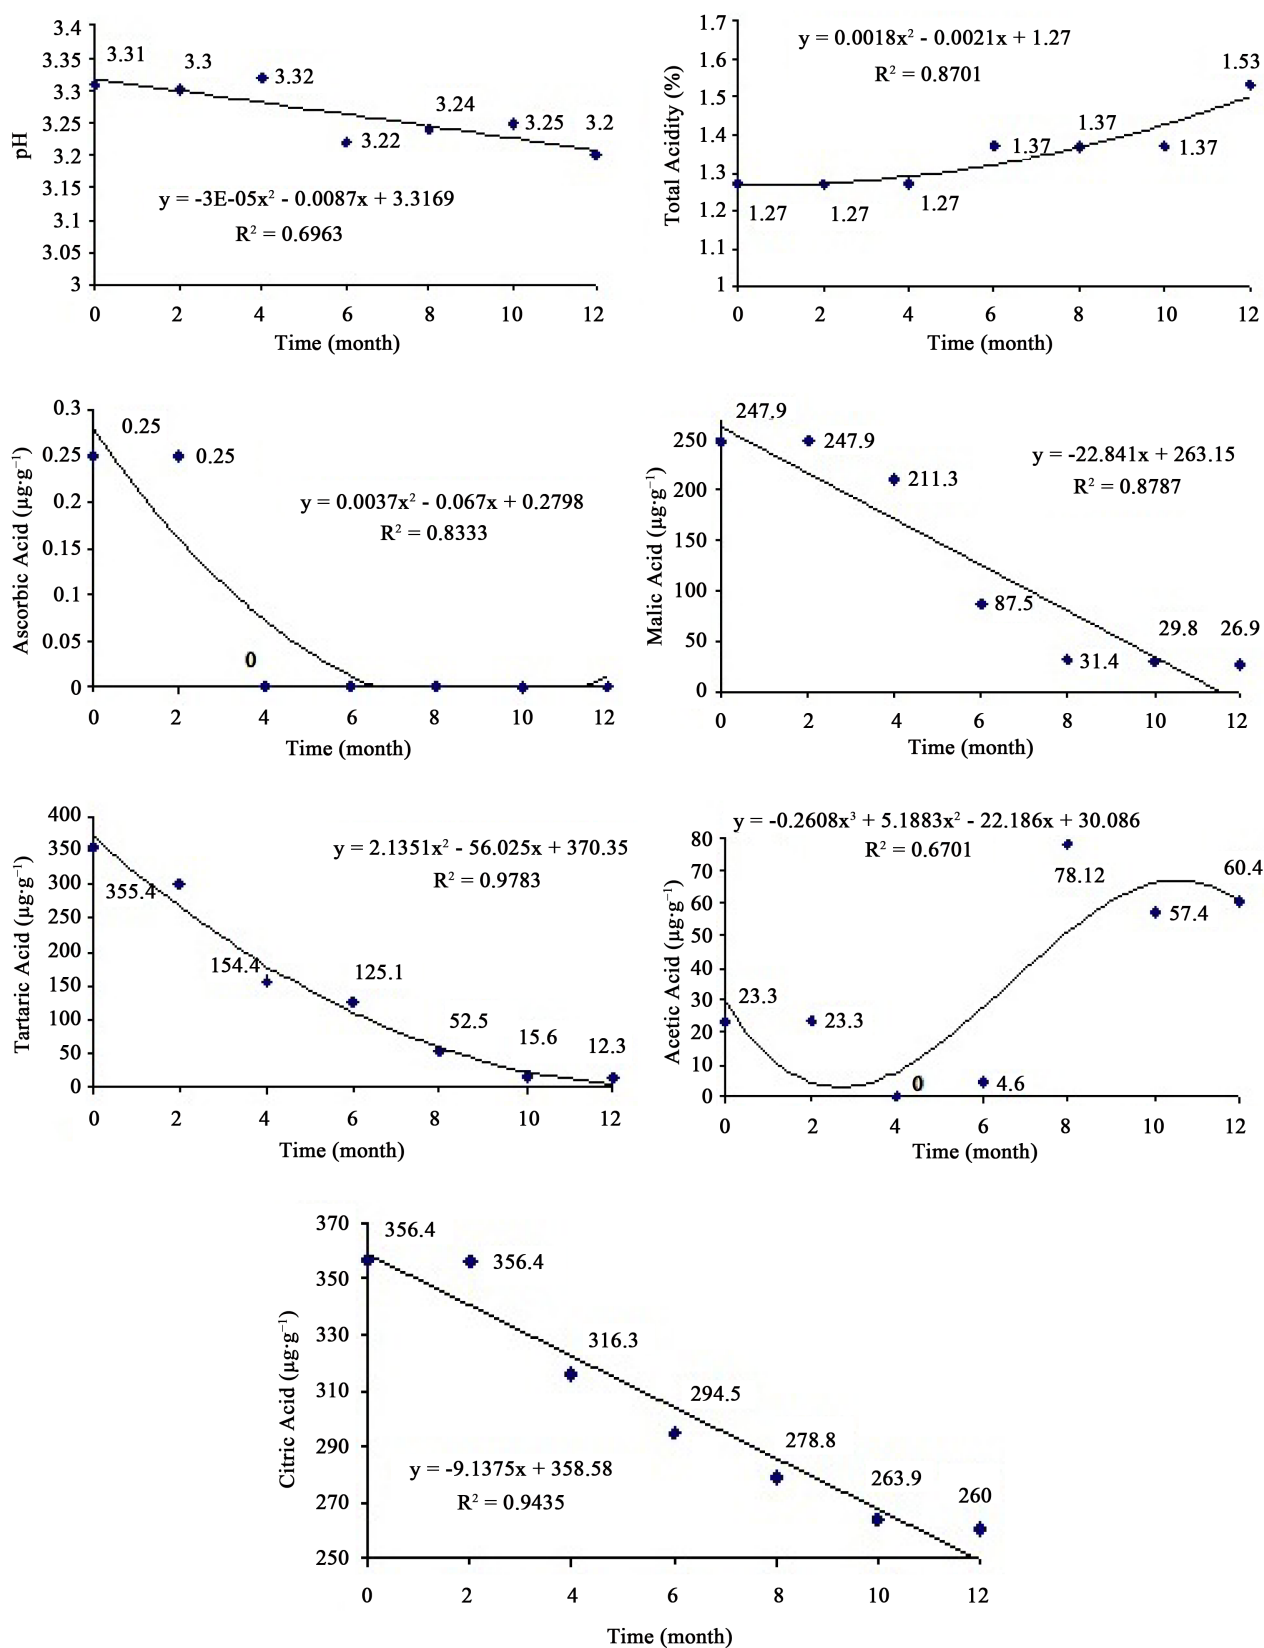 3.4
3.35
3.3
3.25
3.2
3.15
3.1
3.05
3
pH
3.31
3.3
3.32
3.22
3.24
3.25
3.2
y = -3E-05x² - 0.0087x + 3.3169
R² = 0.6963
0 2 4 6 8 10 12
Time (month)
1.7
1.6
1.5
1.4
1.3
1.2
1.1
1
Total Acidity (%)
y = 0.0018x² - 0.0021x + 1.27
R² = 0.8701
1.27
1.27
1.27
1.37
1.37
1.37
1.53
0 2 4 6 8 10 12
Time (month)
0.3
0.25
0.2
0.15
0.1
0.05
0
Ascorbic Acid (µg·g⁻¹)
0.25
0.25
0
y = 0.0037x² - 0.067x + 0.2798
R² = 0.8333
0 2 4 6 8 10 12
Time (month)
250
200
150
100
50
0
Malic Acid (µg·g⁻¹)
247.9
247.9
211.3
87.5
31.4
29.8
26.9
y = -22.841x + 263.15
R² = 0.8787
0 2 4 6 8 10 12
Time (month)
400
350
300
250
200
150
100
50
0
Tartaric Acid (µg·g⁻¹)
355.4
154.4
125.1
52.5
15.6
12.3
y = 2.1351x² - 56.025x + 370.35
R² = 0.9783
0 2 4 6 8 10 12
Time (month)
y = -0.2608x³ + 5.1883x² - 22.186x + 30.086
R² = 0.6701
80
70
60
50
40
30
20
10
0
Acetic Acid (µg·g⁻¹)
23.3
23.3
0
4.6
78.12
57.4
60.4
0 2 4 6 8 10 12
Time (month)
370
350
330
310
290
270
250
Citric Acid (µg·g⁻¹)
356.4
356.4
316.3
294.5
278.8
263.9
260
y = -9.1375x + 358.58
R² = 0.9435
0 2 4 6 8 10 12
Time (month)